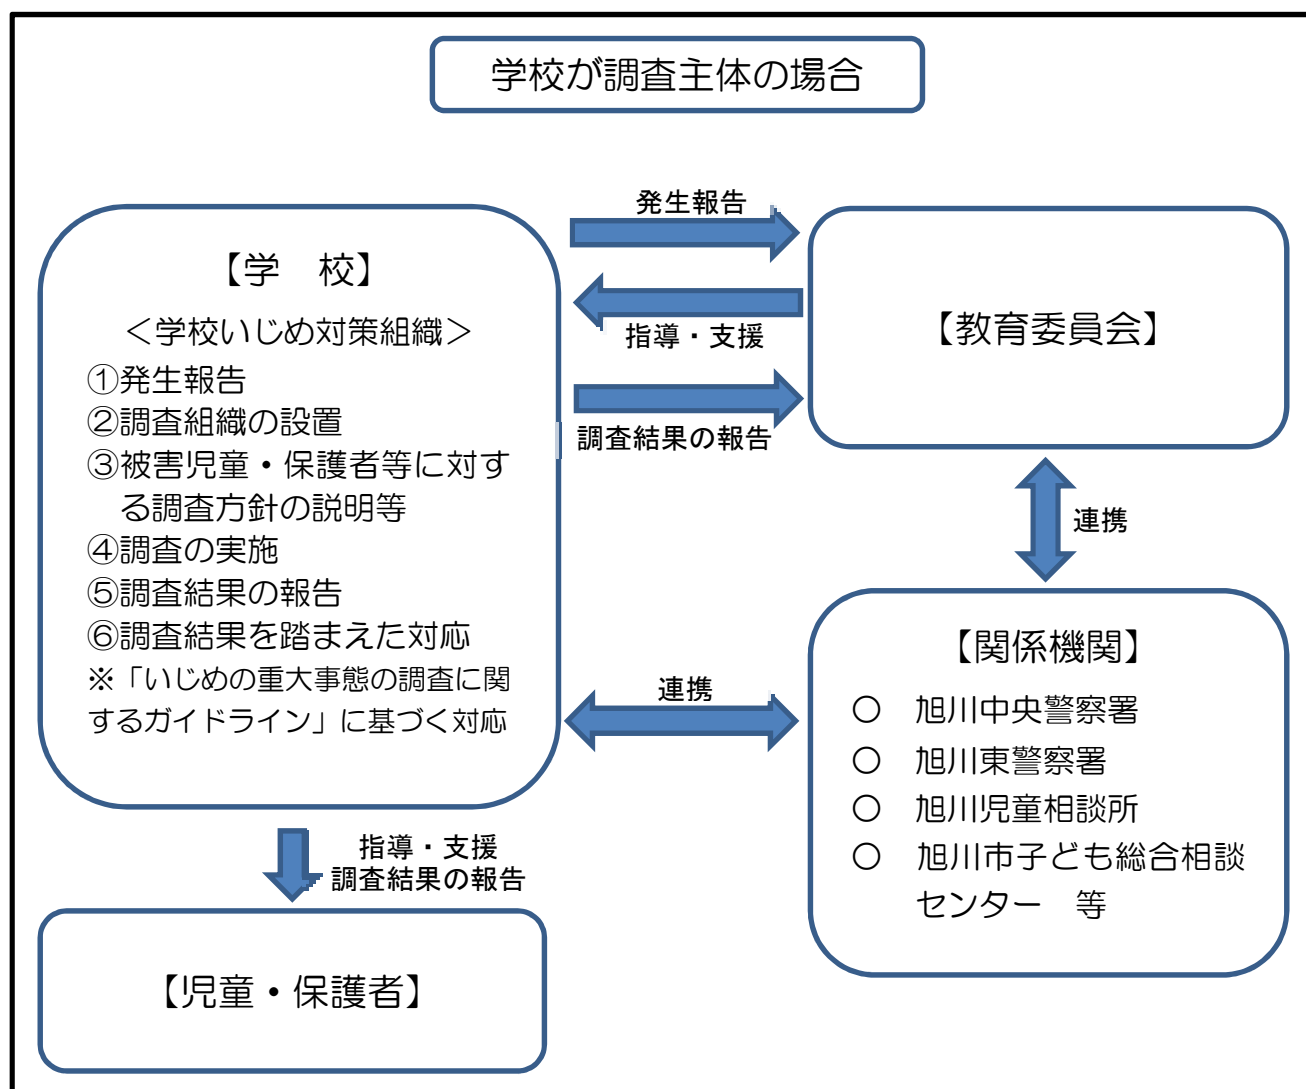 学校が調査主体の場合
【学　校】
＜学校いじめ対策組織＞
①発生報告
②調査組織の設置
③被害児童・保護者等に対す
る調査方針の説明等
④調査の実施
⑤調査結果の報告
⑥調査結果を踏まえた対応
※「いじめの重大事態の調査に関
するガイドライン」に基づく対応
発生報告
指導・支援
調査結果の報告
【教育委員会】
連携
連携
【関係機関】
○　旭川中央警察署
○　旭川東警察署
○　旭川児童相談所
○　旭川市子ども総合相談
センター　等
指導・支援
調査結果の報告
【児童・保護者】